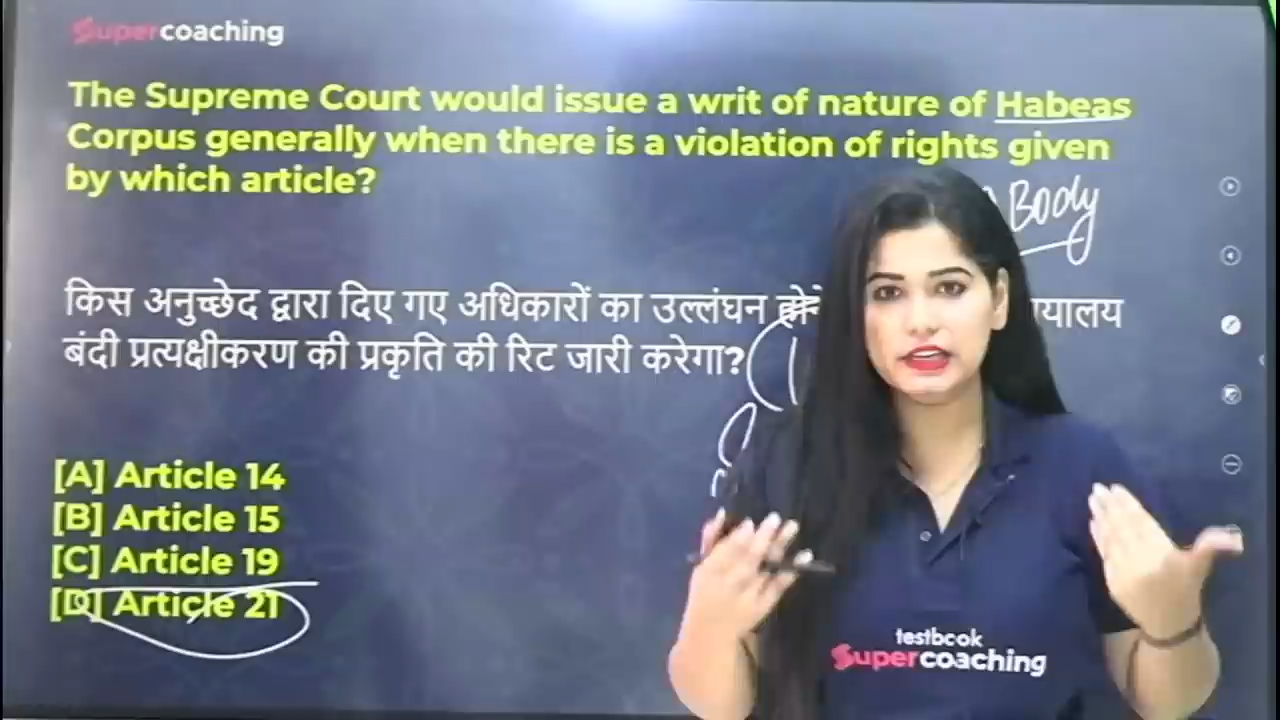 Supercoaching
The Supreme Court would issue a writ of nature of Habeas
Corpus generally when there is a violation of rights given
by which article?
Body
किस अनुच्छेद द्वारा दिए गए अधिकारों का उल्लंघन
बंदी प्रत्यक्षीकरण की प्रकृति की रिट जारी करेगा?
[A] Article 14
[B] Article 15
[C] Article 19
[D] Article 21
testbook
Supercoaching